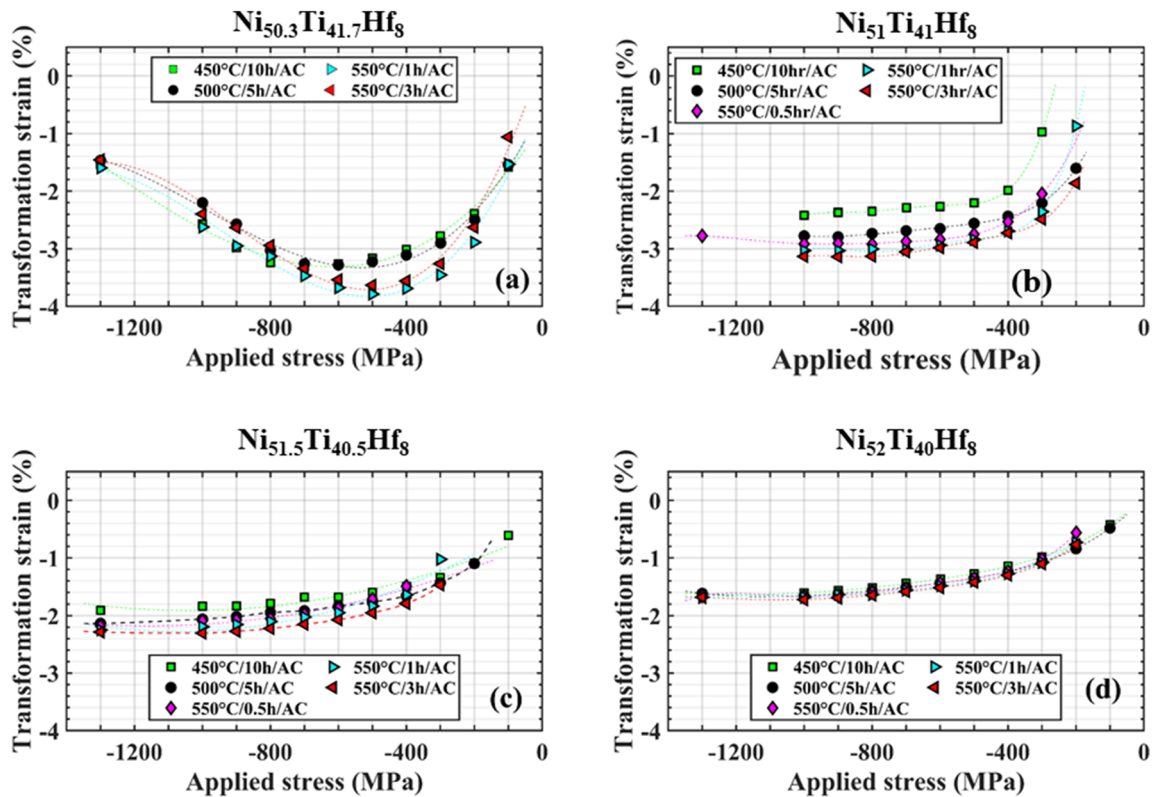 Ni50.3Ti41.7Hf8
Transformation strain (%)
0
-1
-2
-3
-4
450°C/10h/AC
500°C/5h/AC
550°C/1h/AC
550°C/3h/AC
(a)
-1200
-800
-400
0
Applied stress (MPa)
Ni51Ti41Hf8
Transformation strain (%)
0
-1
-2
-3
-4
450°C/10hr/AC
500°C/5hr/AC
550°C/0.5hr/AC
550°C/1hr/AC
550°C/3hr/AC
(b)
-1200
-800
-400
0
Applied stress (MPa)
Ni51.5Ti40.5Hf8
Transformation strain (%)
0
-1
-2
-3
-4
450°C/10h/AC
500°C/5h/AC
550°C/0.5h/AC
550°C/1h/AC
550°C/3h/AC
(c)
-1200
-800
-400
0
Applied stress (MPa)
Ni52Ti40Hf8
Transformation strain (%)
0
-1
-2
-3
-4
450°C/10h/AC
500°C/5h/AC
550°C/0.5h/AC
550°C/1h/AC
550°C/3h/AC
(d)
-1200
-800
-400
0
Applied stress (MPa)